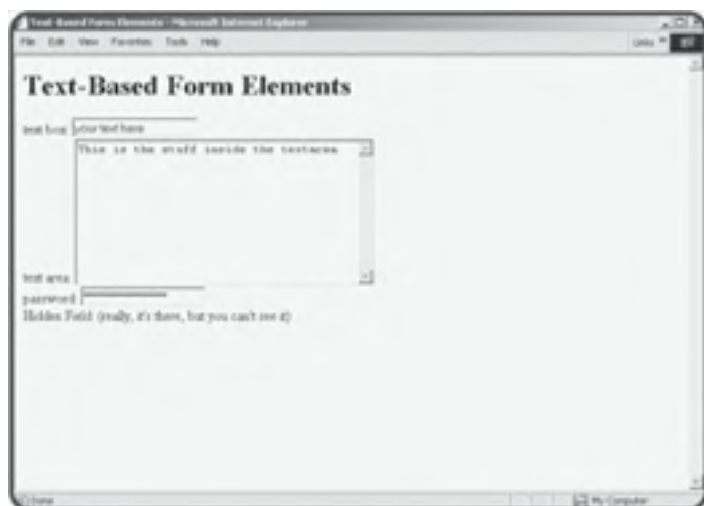 Text-Based Form Elements - Microsoft Internet Explorer
File Edit View Favorites Tools Help
Links »
Text-Based Form Elements
text box: your text here
This is the stuff inside the textarea
text area:
password:
Hidden Field: (really, it's there, but you can't see it)
Done
My Computer